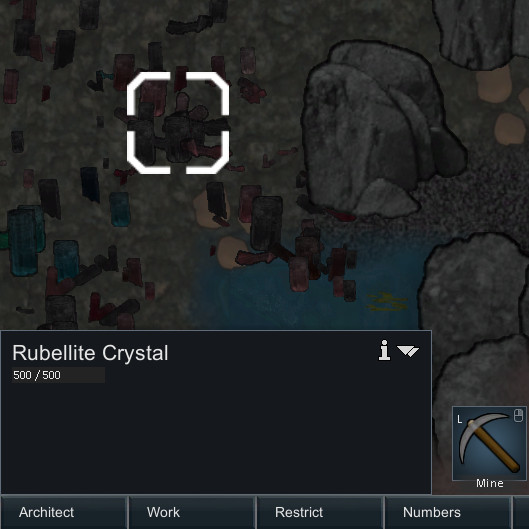 Rubellite Crystal
500 / 500
L
Mine
Architect
Work
Restrict
Numbers